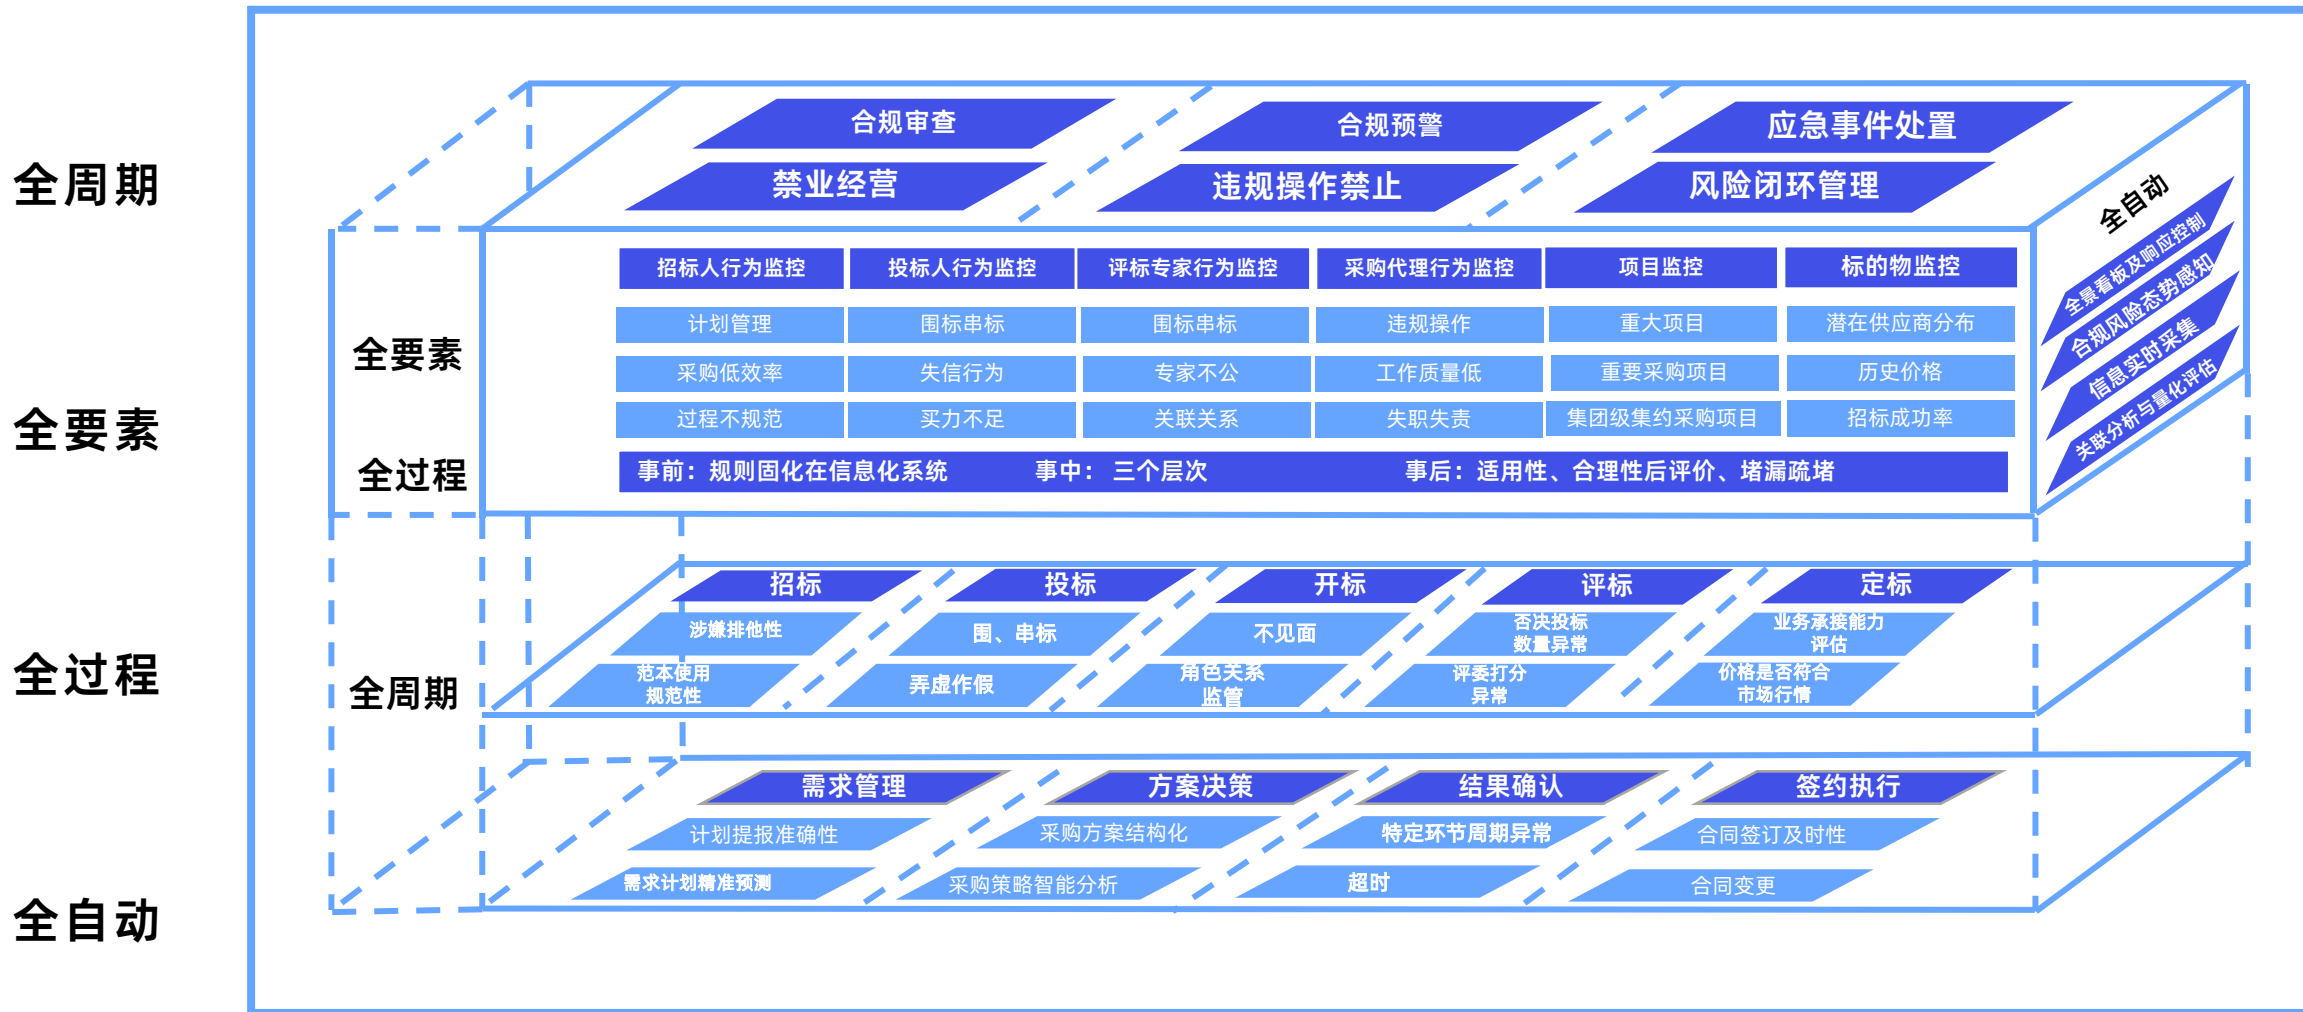 全周期
全要素
全过程
全自动
合规审查
合规预警
应急事件处置
禁业经营
违规操作禁止
风险闭环管理
全自动
全景看板及响应控制
合规风险态势感知
信息实时采集
关联分析与量化评估
全要素
全过程
招标人行为监控
投标人行为监控
评标专家行为监控
采购代理行为监控
项目监控
标的物监控
计划管理
围标串标
围标串标
违规操作
重大项目
潜在供应商分布
采购低效率
失信行为
专家不公
工作质量低
重要采购项目
历史价格
过程不规范
买力不足
关联关系
失职失责
集团级集约采购项目
招标成功率
事前：规则固化在信息化系统
事中： 三个层次
事后：适用性、合理性后评价、堵漏疏堵
全周期
招标
投标
开标
评标
定标
涉嫌排他性
围、串标
不见面
否决投标
数量异常
业务承接能力
评估
范本使用
规范性
弄虚作假
角色关系
监管
评委打分
异常
价格是否符合
市场行情
需求管理
方案决策
结果确认
签约执行
计划提报准确性
采购方案结构化
特定环节周期异常
合同签订及时性
需求计划精准预测
采购策略智能分析
超时
合同变更